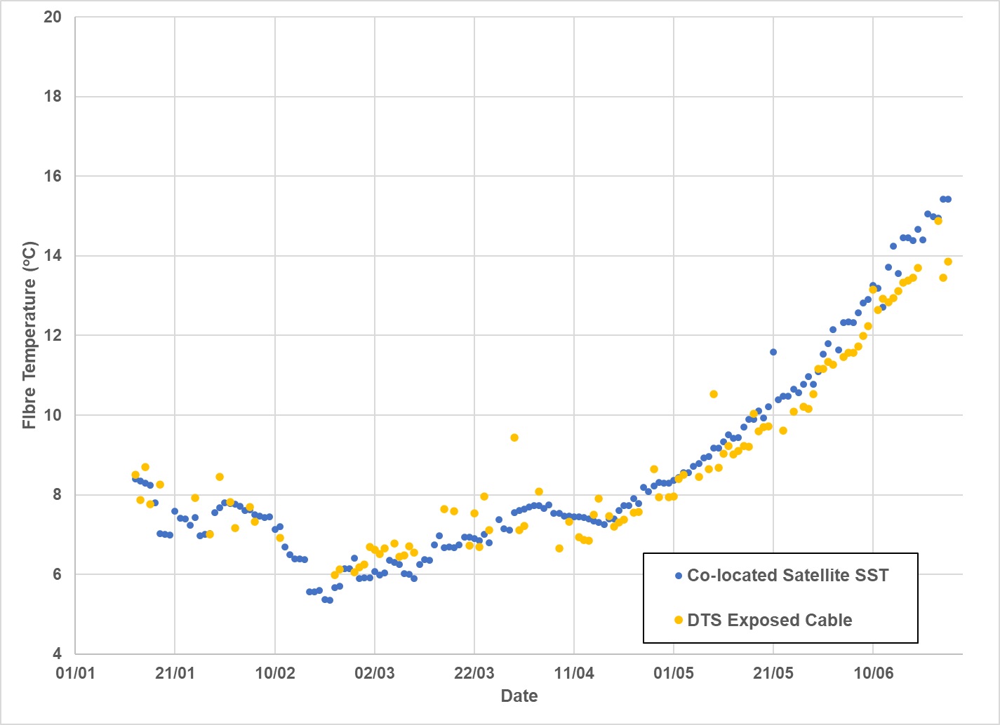 20
18
16
14
12
10
8
6
4
FIbre Temperature (°C)
01/01 21/01 10/02 02/03 22/03 11/04 01/05 21/05 10/06
Date
Co-located Satellite SST
DTS Exposed Cable